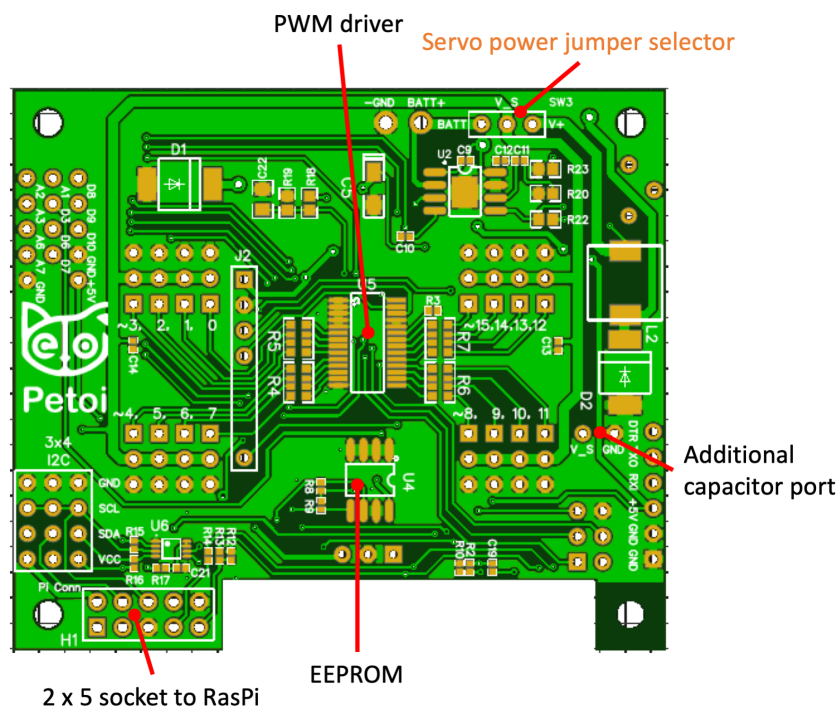 PWM driver
Servo power jumper selector
-GND BATT+ V_S SW3
BATT V+
D1
U2 C9 C12 C11
C22 R19 R18 C3 R23
R20
R22
C10
A2 A1 D8
A3 D3 D9
A6 D6 D10
A7 D7 GND
GND +5V
J2
U5
R3
~3, 2, 1, 0
~15,14,13,12
C14
R5 R7
C13
L2
Petoi
R4 R6
D2
~4, 5, 6, 7
~8, 9, 10, 11
3x4
I2C
V_S GND
DTR
TX0
RX1
+5V
GND
GND
Additional
capacitor port
GND
SCL
SDA
VCC
R8
R9
U4
R15 U6
R14 R13 R12
R16 R17 C21
R10 R2 C19
Pi Conn
H1
EEPROM
2 x 5 socket to RasPi